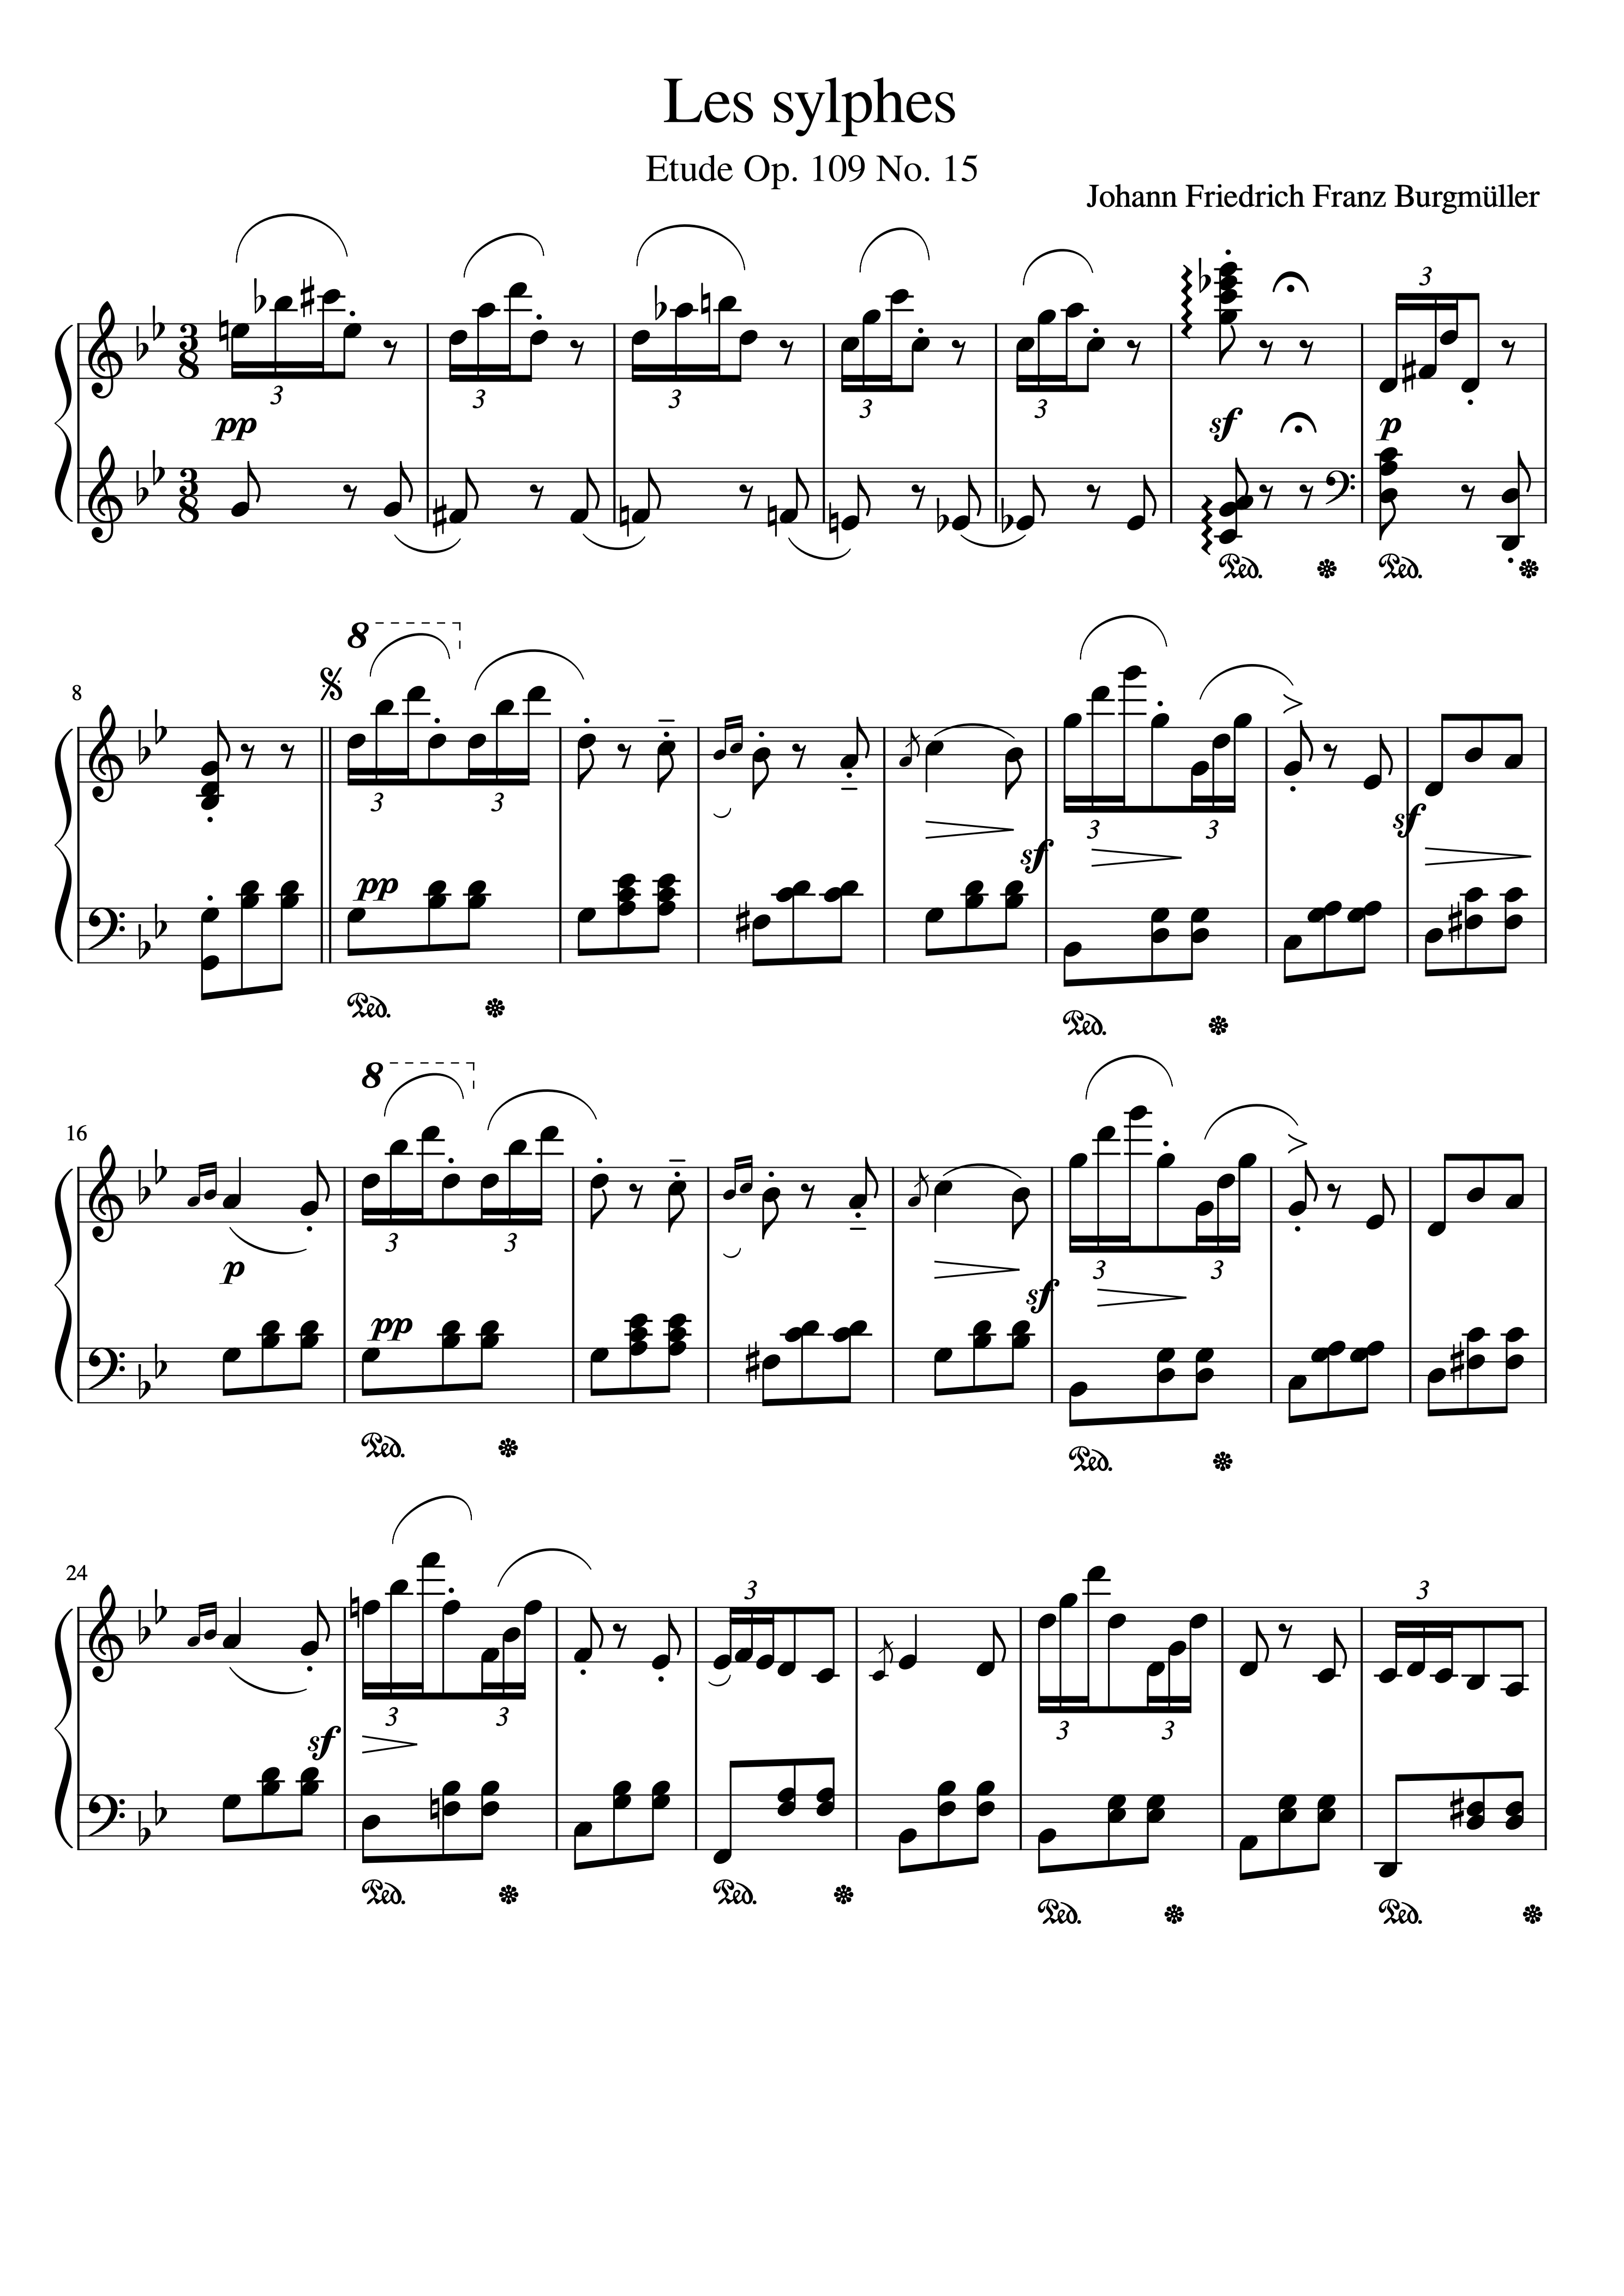 Les sylphes
Etude Op. 109 No. 15
Johann Friedrich Franz Burgmüller
3
3 3 3 3 3
3 3
8 8
pp sf p
Ped. Ped.
8
8
3 3 3 3
pp sf sf
Ped. Ped.
16
8
3 3 3 3
p pp sf
Ped. Ped.
24
3 3 3 3 3 3
sf
Ped. Ped. Ped. Ped.